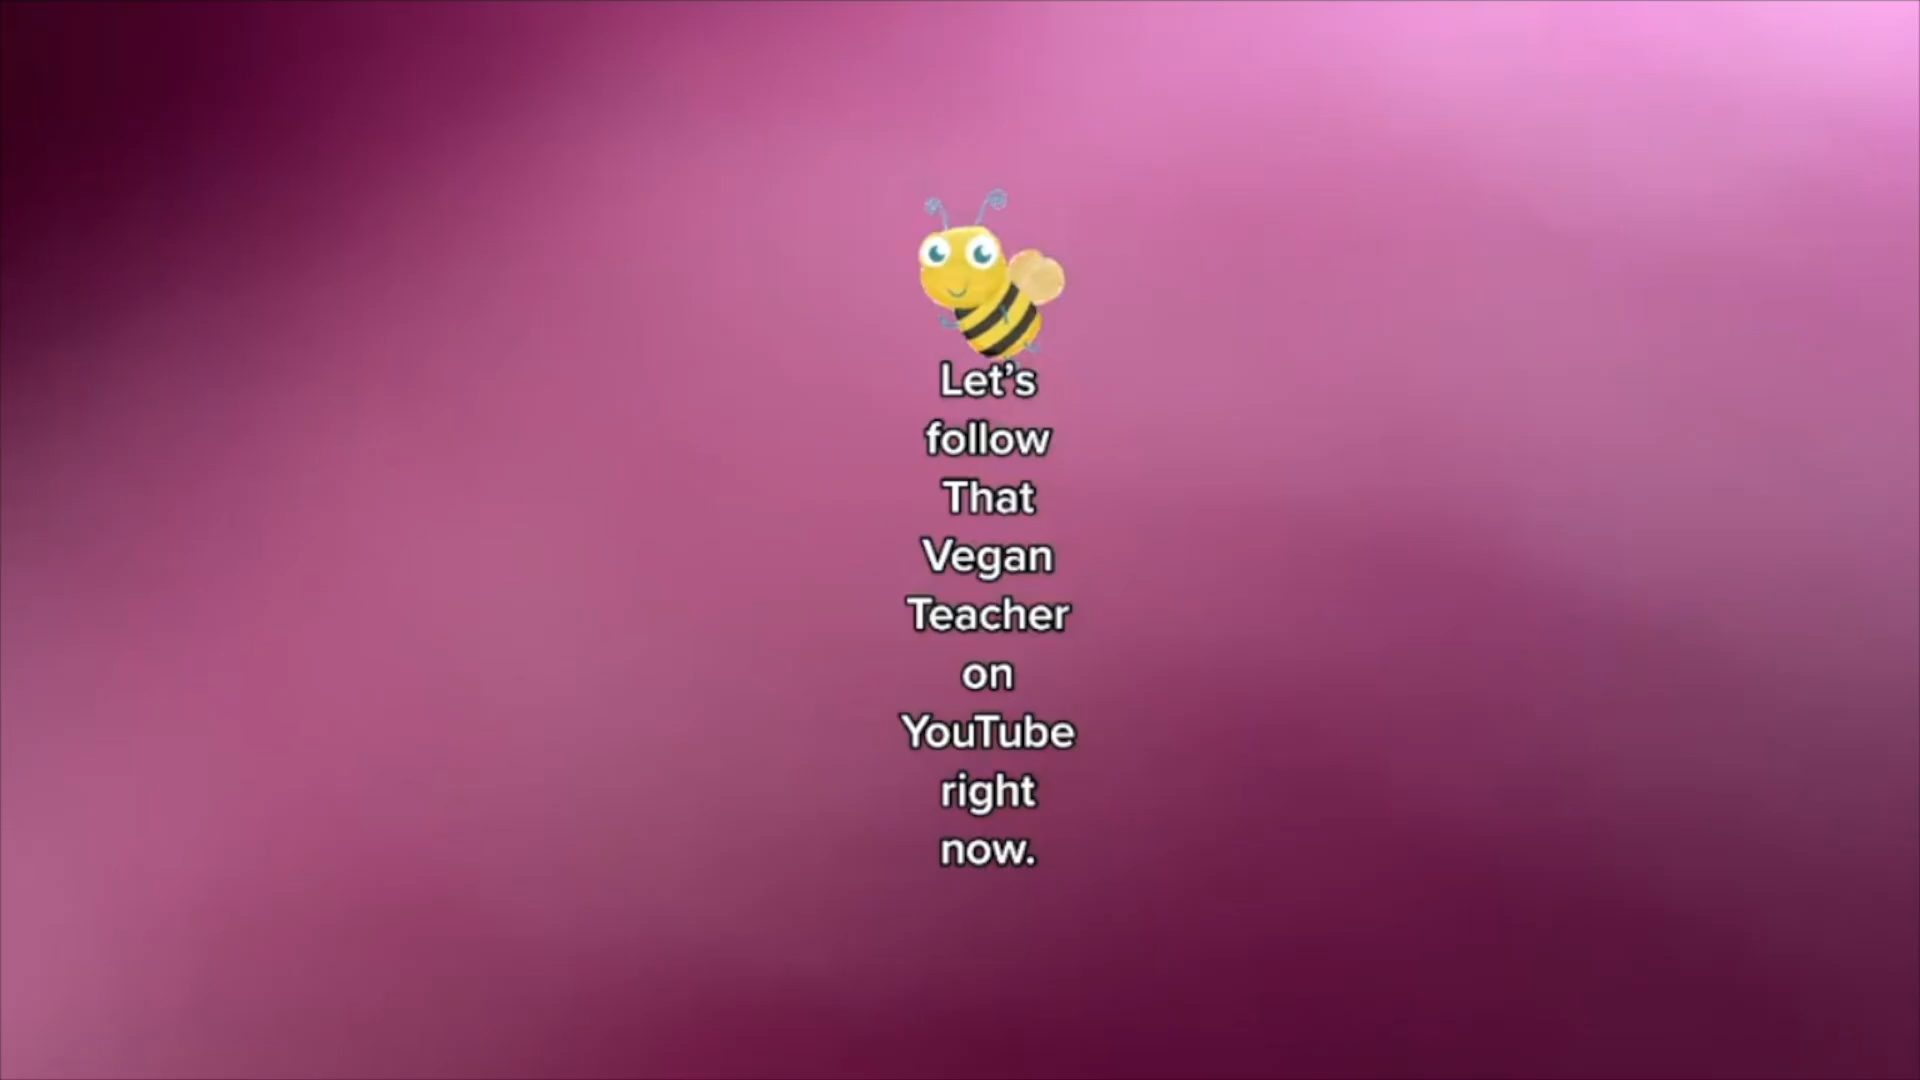 Let’s
follow
That
Vegan
Teacher
on
YouTube
right
now.